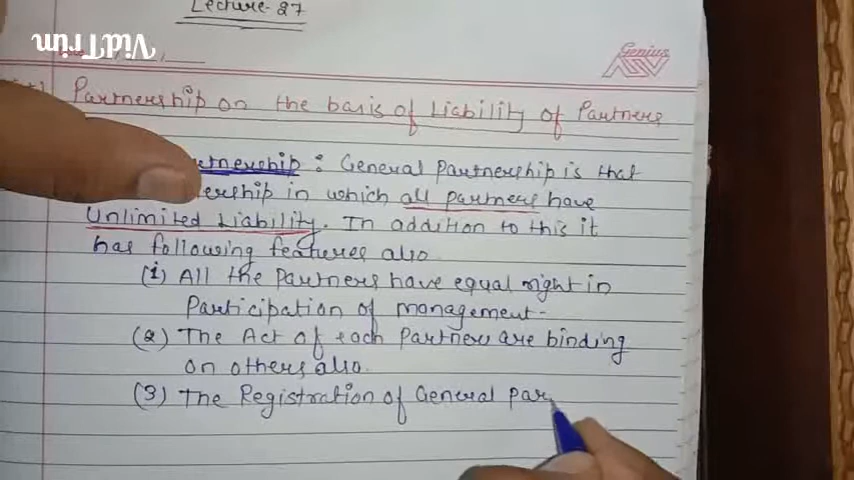 Lecture-27
VidTrim
Genius
Partnership on the basis of Liability of Partners
artnership : General Partnership is that
ership in which all partners have
Unlimited Liability. In addition to this it
has following features also
(1) All the Partners have equal right in
Participation of management-
(2) The Act of each Partner are binding
on others also.
(3) The Registration of General par